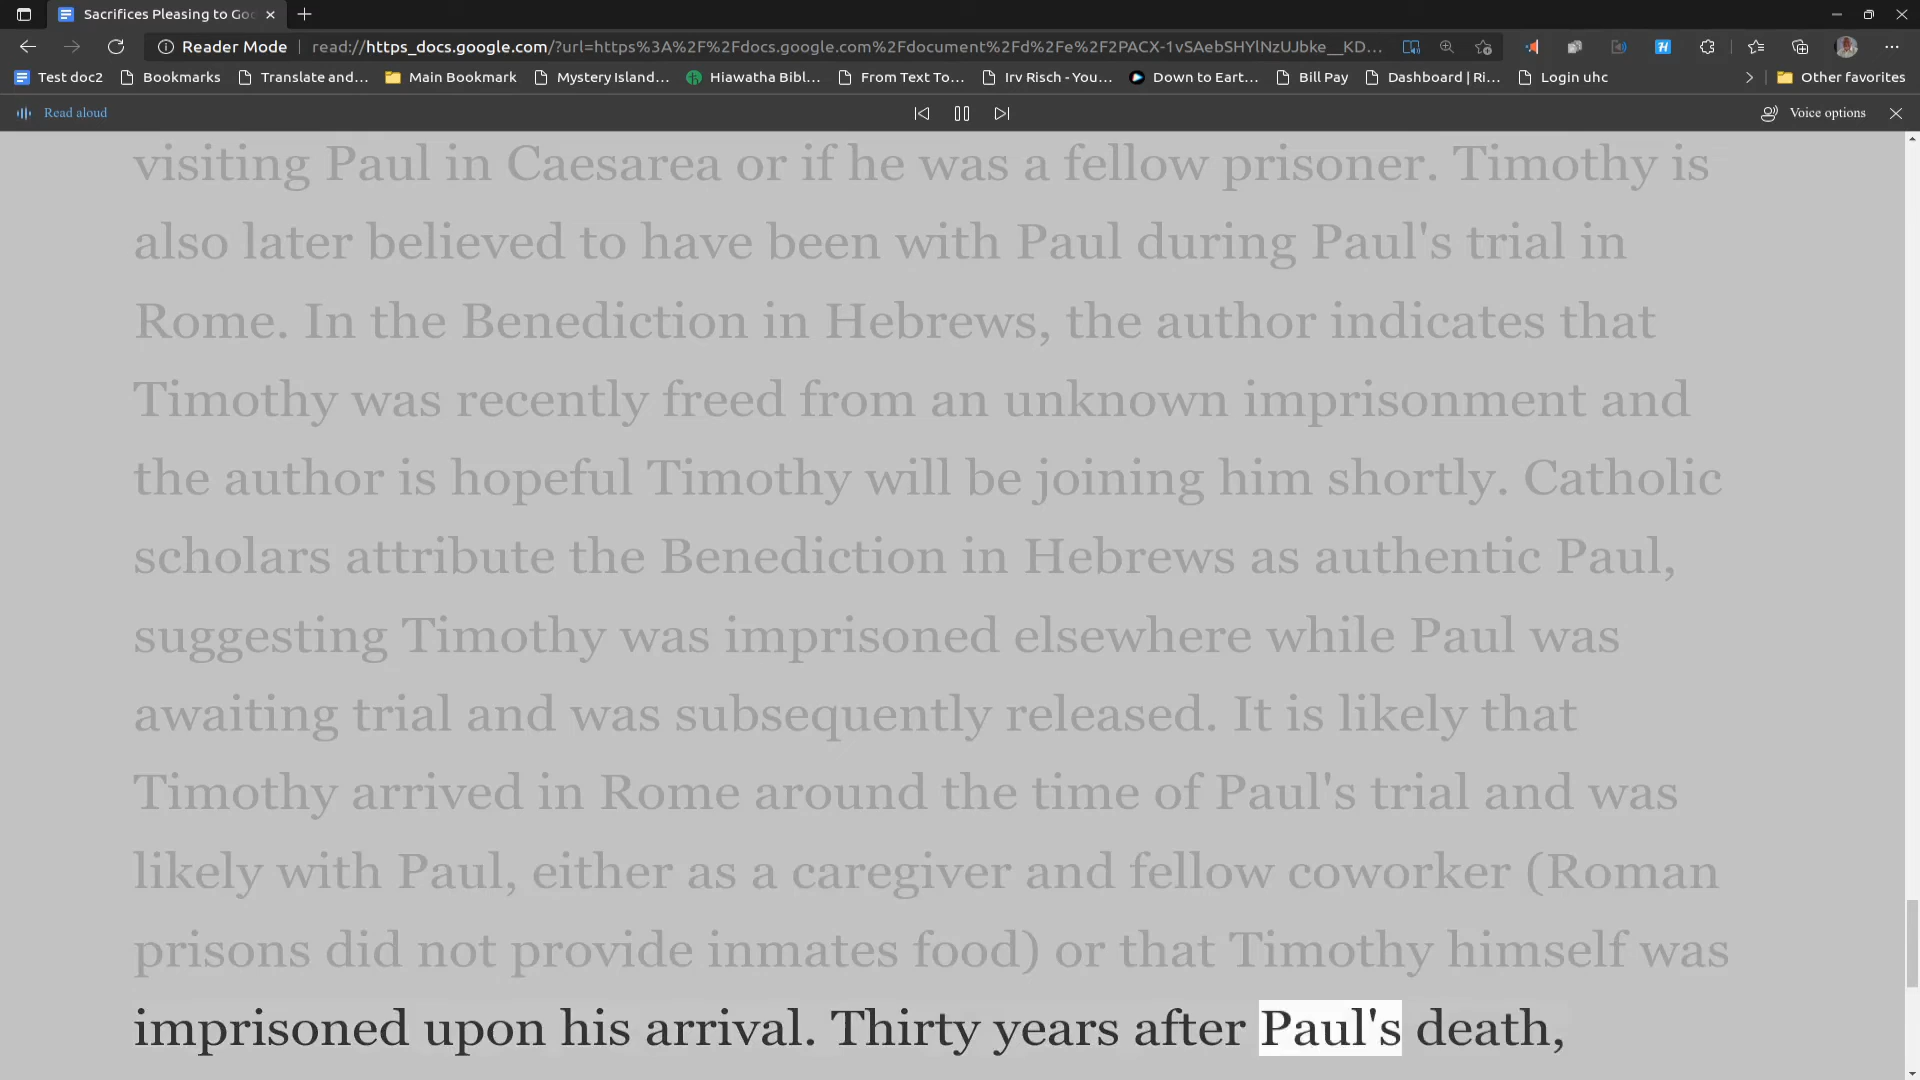 Sacrifices Pleasing to Go
Reader Mode
read://https_docs.google.com/?url=https%3A%2F%2Fdocs.google.com%2Fdocument%2Fd%2Fe%2F2PACX-1vSAebSHYlNzUJbke__KD...
Test doc2 Bookmarks Translate and... Main Bookmark Mystery Island... Hiawatha Bibl... From Text To... Irv Risch - You... Down to Eart... Bill Pay Dashboard | Ri... Login uhc Other favorites
Read aloud Voice options
visiting Paul in Caesarea or if he was a fellow prisoner. Timothy is
also later believed to have been with Paul during Paul's trial in
Rome. In the Benediction in Hebrews, the author indicates that
Timothy was recently freed from an unknown imprisonment and
the author is hopeful Timothy will be joining him shortly. Catholic
scholars attribute the Benediction in Hebrews as authentic Paul,
suggesting Timothy was imprisoned elsewhere while Paul was
awaiting trial and was subsequently released. It is likely that
Timothy arrived in Rome around the time of Paul's trial and was
likely with Paul, either as a caregiver and fellow coworker (Roman
prisons did not provide inmates food) or that Timothy himself was
imprisoned upon his arrival. Thirty years after Paul's death,